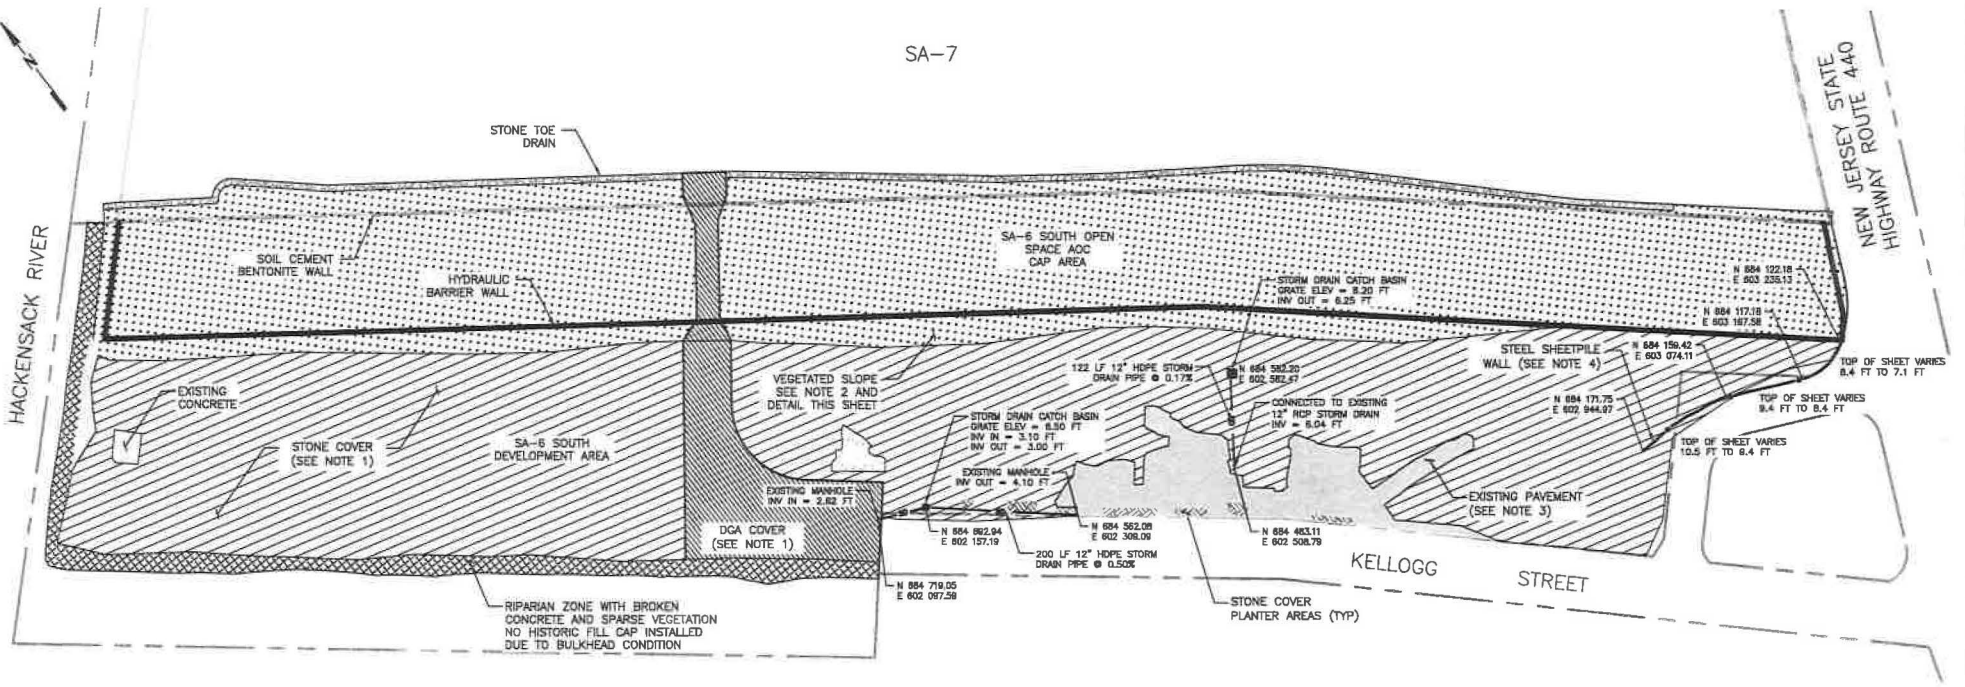 N
SA-7
NEW JERSEY STATE
HIGHWAY ROUTE 440
STONE TOE
DRAIN
HACKENSACK RIVER
SOIL CEMENT
BENTONITE WALL
HYDRAULIC
BARRIER WALL
SA-6 SOUTH OPEN
SPACE AOC
CAP AREA
STORM DRAIN CATCH BASIN
GRATE ELEV = 8.20 FT
INV OUT = 6.25 FT
N 684 122.18
E 603 235.13
N 684 117.18
E 603 167.58
N 684 159.42
E 603 074.11
STEEL SHEETPILE
WALL (SEE NOTE 4)
N 684 171.75
E 602 944.97
TOP OF SHEET VARIES
8.4 FT TO 7.1 FT
TOP OF SHEET VARIES
9.4 FT TO 8.4 FT
TOP OF SHEET VARIES
10.5 FT TO 9.4 FT
EXISTING
CONCRETE
STONE COVER
(SEE NOTE 1)
SA-6 SOUTH
DEVELOPMENT AREA
VEGETATED SLOPE
SEE NOTE 2 AND
DETAIL THIS SHEET
122 LF 12" HDPE STORM
DRAIN PIPE @ 0.17%
N 684 582.20
E 602 582.47
CONNECTED TO EXISTING
12" RCP STORM DRAIN
INV = 6.04 FT
STORM DRAIN CATCH BASIN
GRATE ELEV = 6.50 FT
INV IN = 3.10 FT
INV OUT = 3.00 FT
EXISTING MANHOLE
INV OUT = 4.10 FT
EXISTING MANHOLE
INV IN = 2.62 FT
EXISTING PAVEMENT
(SEE NOTE 3)
DGA COVER
(SEE NOTE 1)
N 684 692.94
E 602 157.19
N 684 562.08
E 602 309.09
N 684 483.11
E 602 508.79
200 LF 12" HDPE STORM
DRAIN PIPE @ 0.50%
N 684 719.05
E 602 097.59
KELLOGG STREET
STONE COVER
PLANTER AREAS (TYP)
RIPARIAN ZONE WITH BROKEN
CONCRETE AND SPARSE VEGETATION
NO HISTORIC FILL CAP INSTALLED
DUE TO BULKHEAD CONDITION